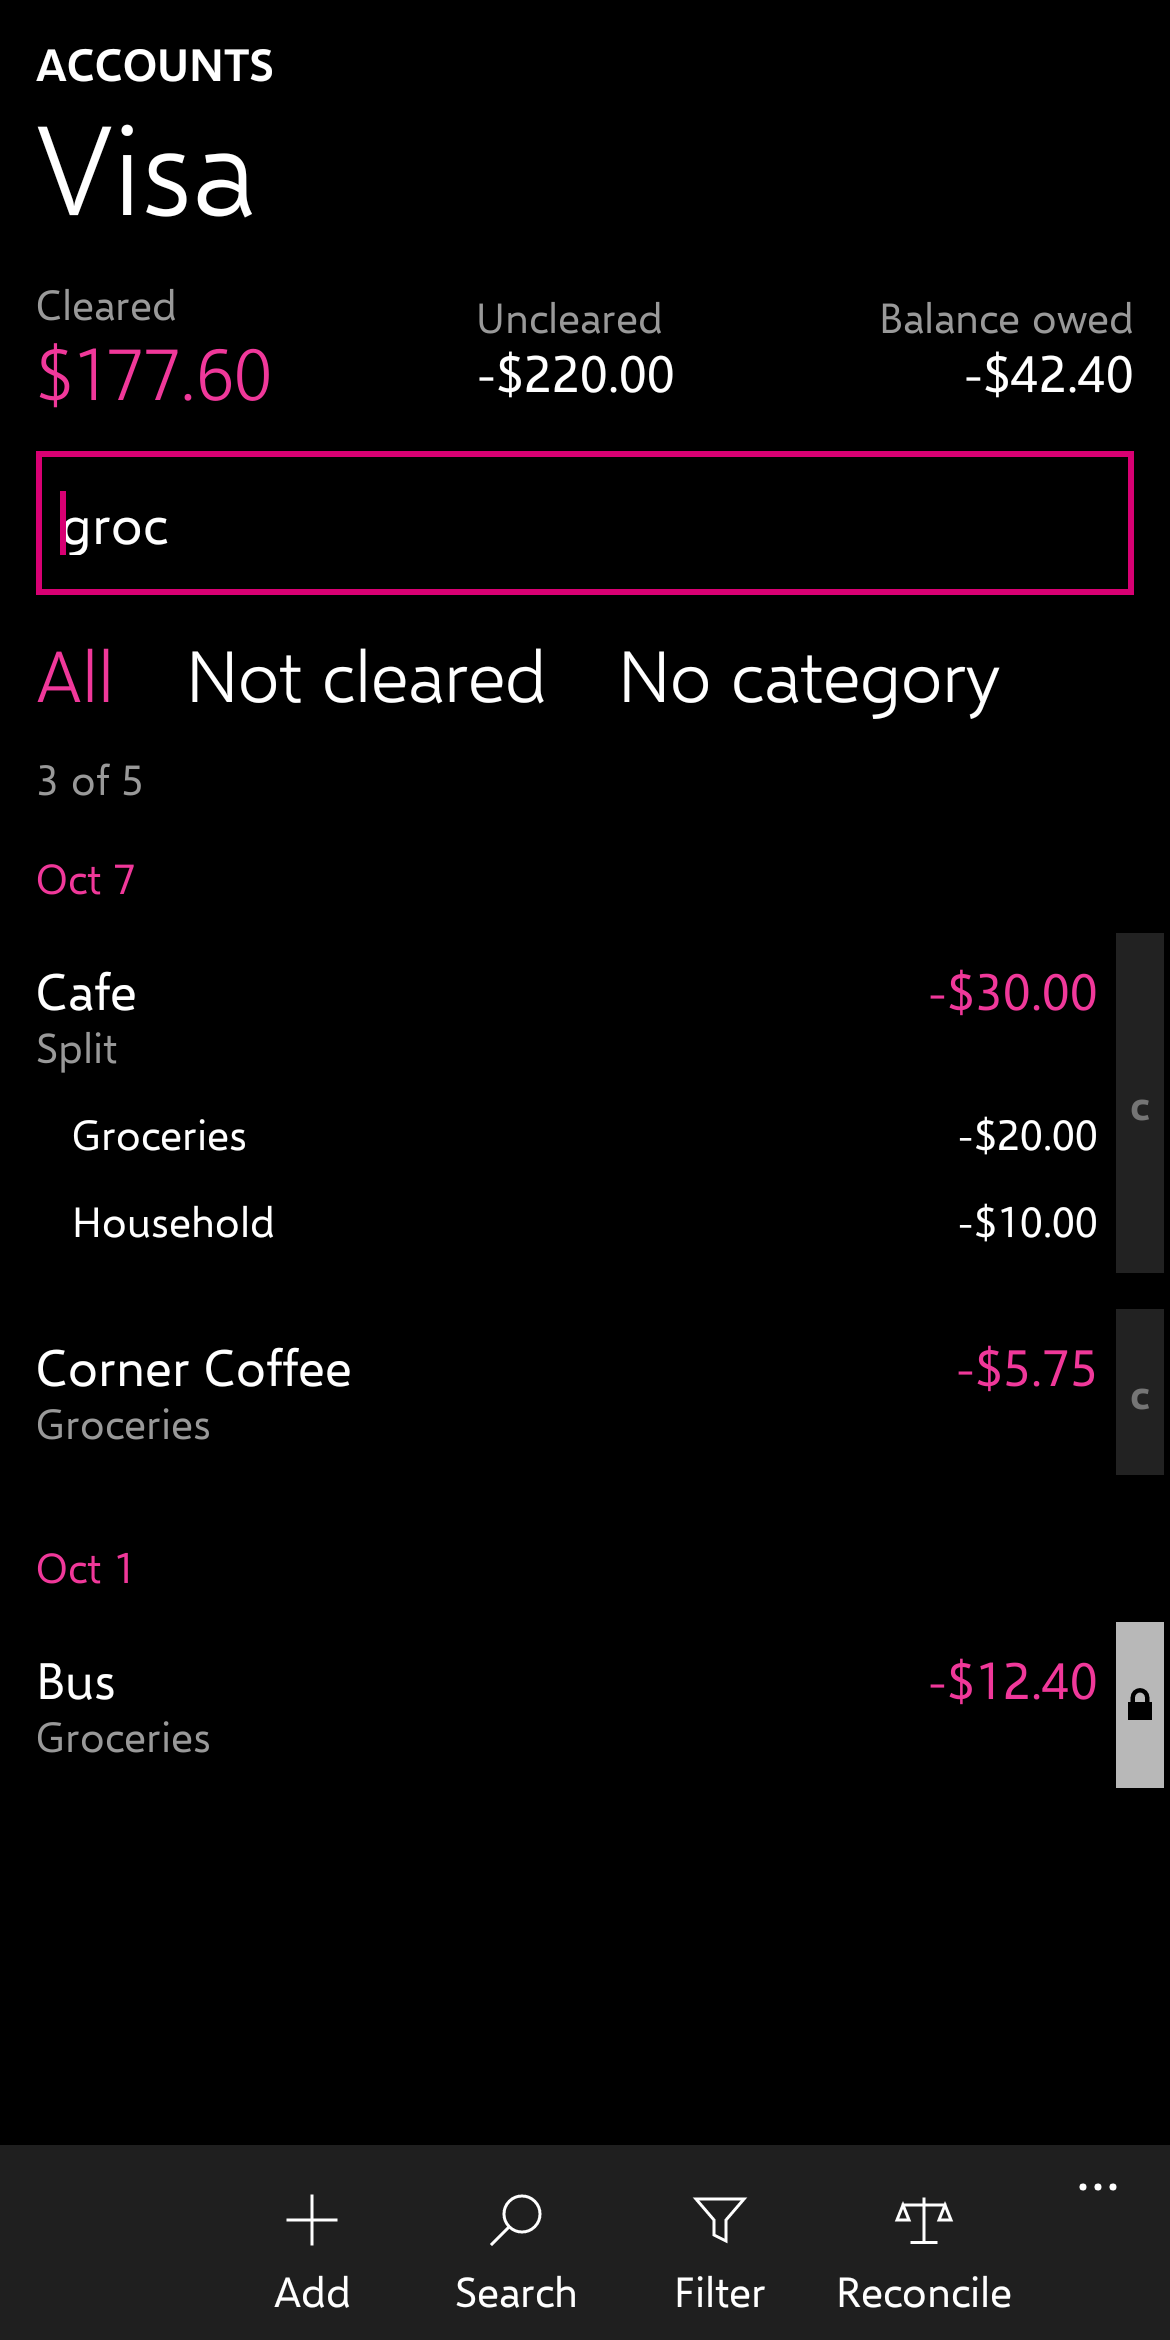 ACCOUNTS
Visa
Cleared Uncleared Balance owed
$177.60 -$220.00 -$42.40
groc
All Not cleared No category
3 of 5
Oct 7
Cafe -$30.00
Split
c
Groceries -$20.00
Household -$10.00
Corner Coffee -$5.75
c
Groceries
Oct 1
Bus -$12.40
Groceries
Add Search Filter Reconcile